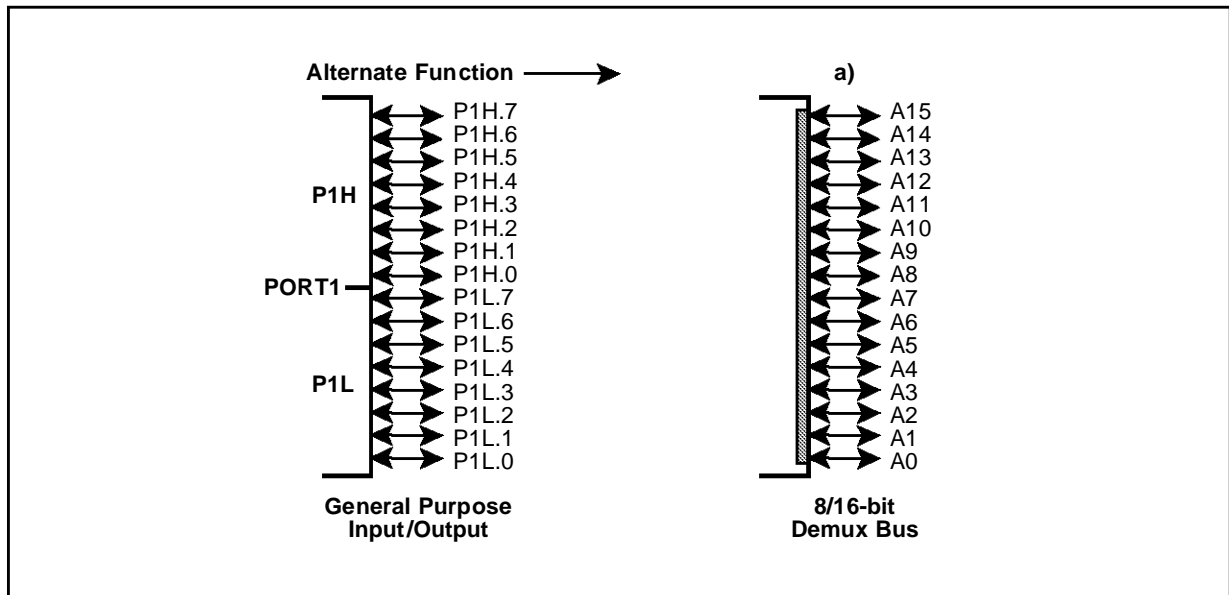 Alternate Function
a)
P1H
PORT1
P1L
P1H.7
P1H.6
P1H.5
P1H.4
P1H.3
P1H.2
P1H.1
P1H.0
P1L.7
P1L.6
P1L.5
P1L.4
P1L.3
P1L.2
P1L.1
P1L.0
General Purpose
Input/Output
A15
A14
A13
A12
A11
A10
A9
A8
A7
A6
A5
A4
A3
A2
A1
A0
8/16-bit
Demux Bus